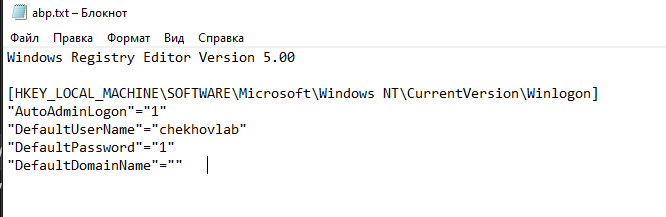 abp.txt – Блокнот
Файл Правка Формат Вид Справка
Windows Registry Editor Version 5.00
[HKEY_LOCAL_MACHINE\SOFTWARE\Microsoft\Windows NT\CurrentVersion\Winlogon]
"AutoAdminLogon"="1"
"DefaultUserName"="chekhovlab"
"DefaultPassword"="1"
"DefaultDomainName"=""